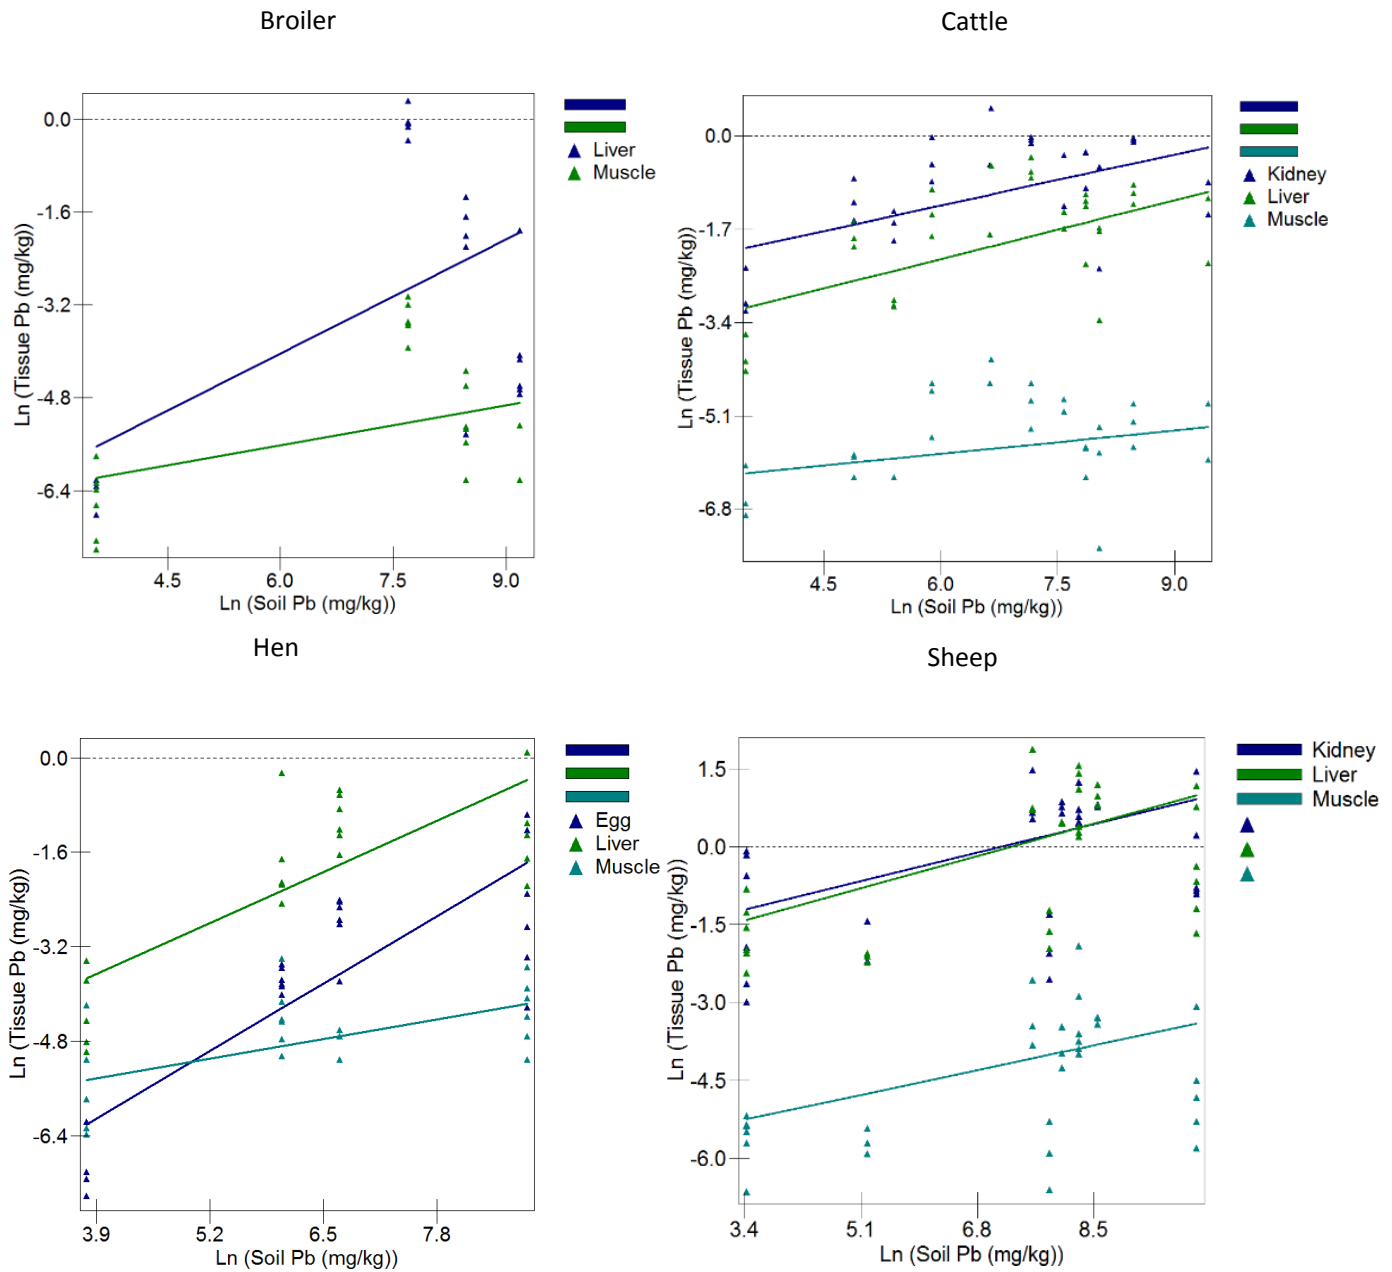 Broiler
Cattle
0.0
-1.6
-3.2
-4.8
-6.4
4.5 6.0 7.5 9.0
Ln (Soil Pb (mg/kg))
Ln (Tissue Pb (mg/kg))
Liver
Muscle
0.0
-1.7
-3.4
-5.1
-6.8
4.5 6.0 7.5 9.0
Ln (Soil Pb (mg/kg))
Ln (Tissue Pb (mg/kg))
Kidney
Liver
Muscle
Hen
Sheep
0.0
-1.6
-3.2
-4.8
-6.4
3.9 5.2 6.5 7.8
Ln (Soil Pb (mg/kg))
Ln (Tissue Pb (mg/kg))
Egg
Liver
Muscle
1.5
0.0
-1.5
-3.0
-4.5
-6.0
3.4 5.1 6.8 8.5
Ln (Soil Pb (mg/kg))
Ln (Tissue Pb (mg/kg))
Kidney
Liver
Muscle